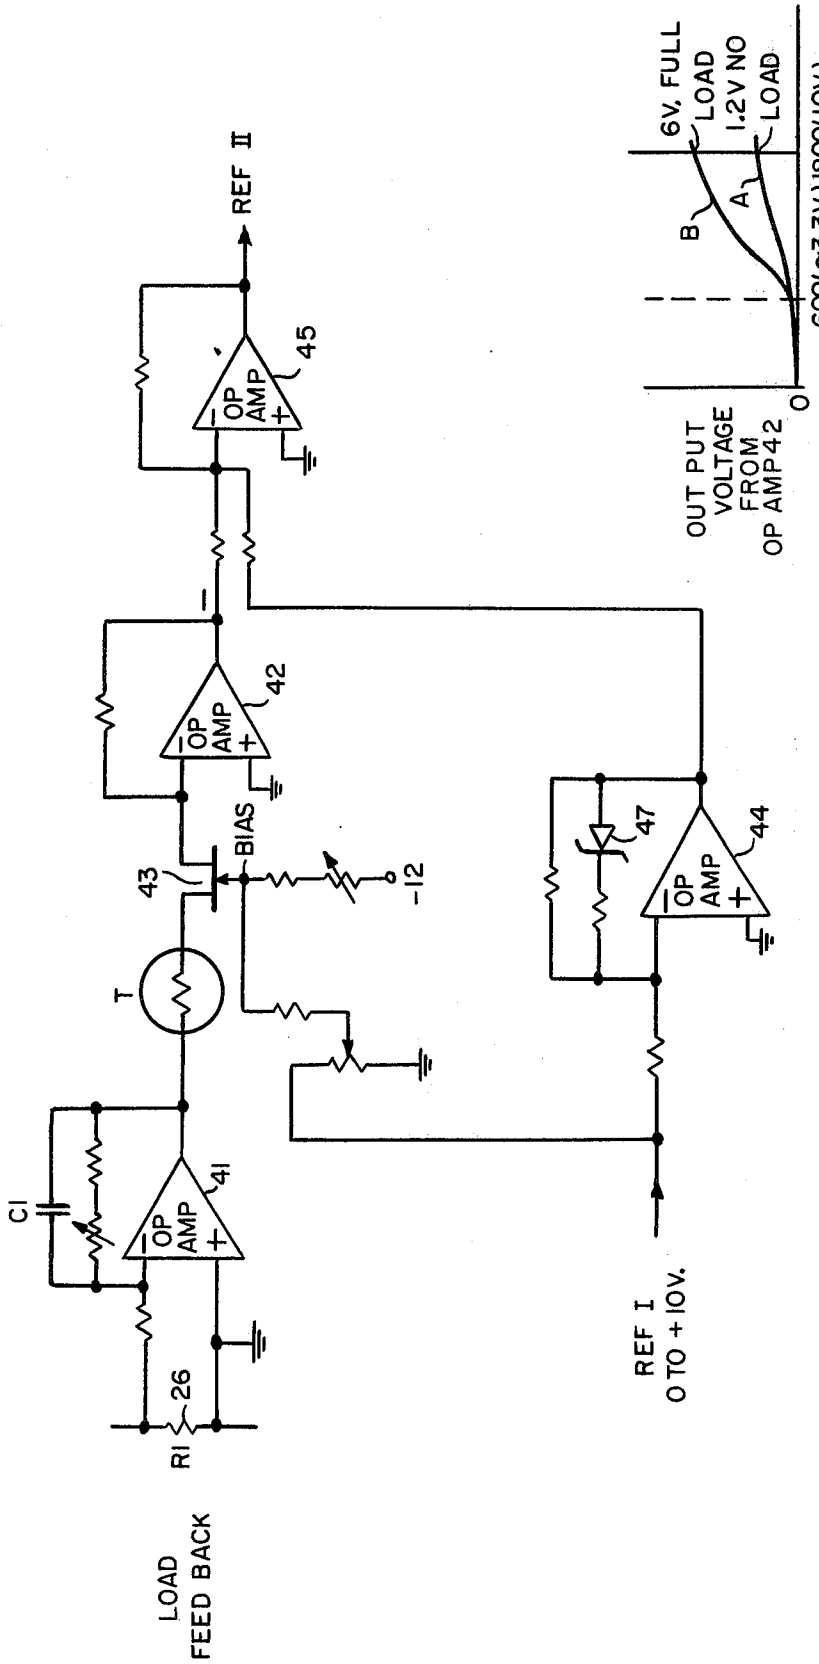 LOAD
FEED BACK
R1
26
C1
OP
AMP
−
+
41
T
43
BIAS
-12
OP
AMP
−
+
42
−
OP
AMP
−
+
45
REF II
REF I
0 TO +10V.
OP
AMP
−
+
44
47
OUT PUT
VOLTAGE
FROM
OP AMP42
0
B
A
6V. FULL
LOAD
1.2V NO
LOAD